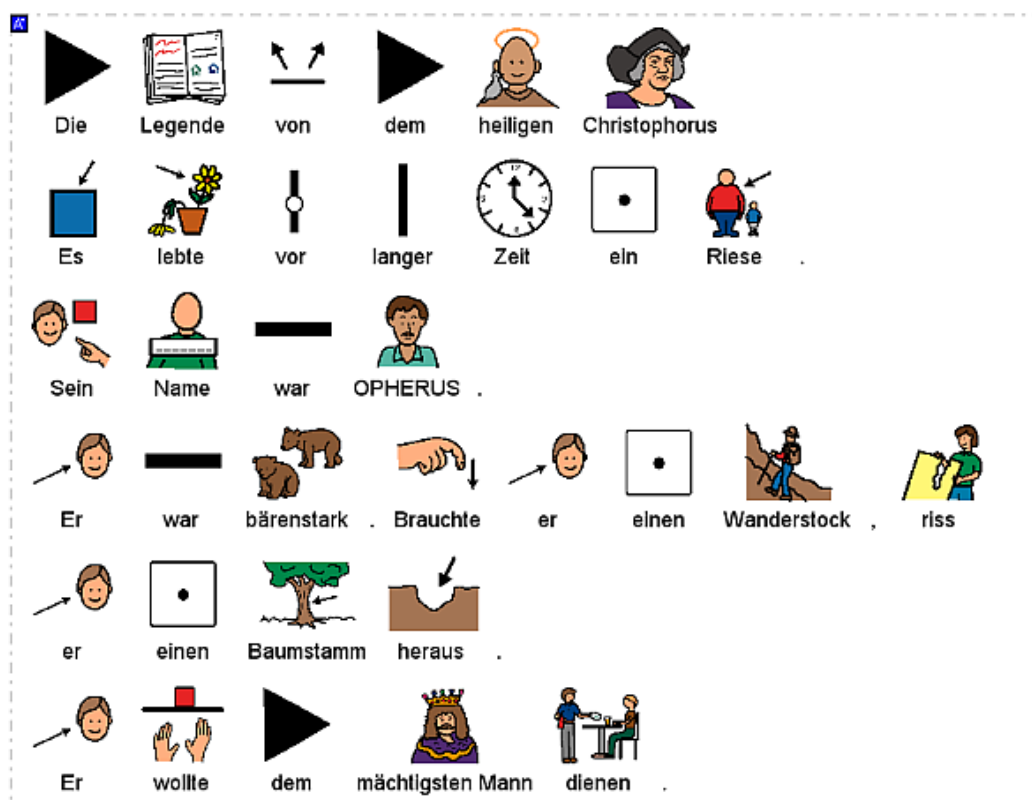 Die Legende von dem heiligen Christophorus
Es lebte vor langer Zeit ein Riese .
Sein Name war OPHERUS .
Er war bärenstark . Brauchte er einen Wanderstock , riss
er einen Baumstamm heraus .
Er wollte dem mächtigsten Mann dienen .